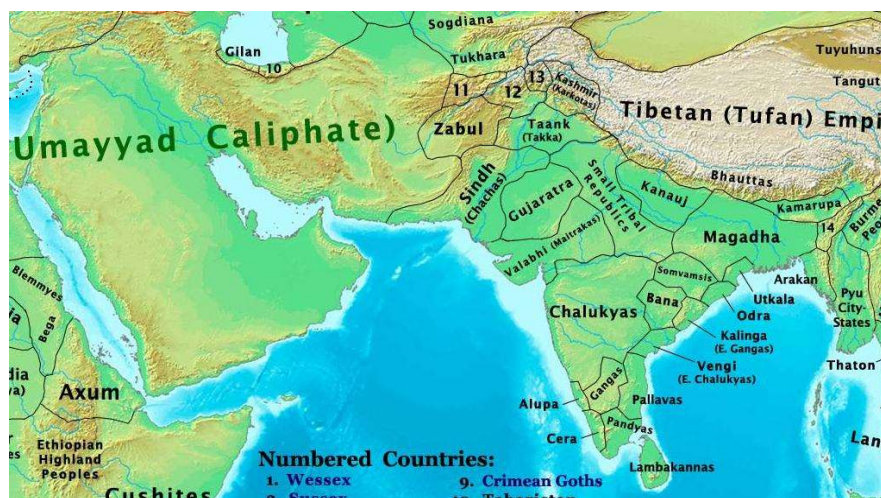 Sogdiana
Gilan
Tukhara
Tuyuhuns
10
13
Kashmir
(Karkotas)
Tangut
11
12
Tibetan (Tufan) Empi
Umayyad Caliphate)
Zabul
Taank
(Takka)
Sindh
(Chachas)
Small Tribal
Republics
Bhauttas
Kanauj
Gujaratra
Kamarupa
Burme
Peo
Magadha
14
Valabhi (Maitrakas)
Blemmyes
Somvamsis
Arakan
Bega
Chalukyas
Bana
Utkala
Odra
Pyu
City-
States
Kalinga
(E. Gangas)
Vengi
(E. Chalukyas)
Thaton
Axum
Gangas
Alupa
Pallavas
Pandyas
Cera
Ethiopian
Highland
Peoples
Lan
Lambakannas
Numbered Countries:
1. Wessex
9. Crimean Goths
Cushites